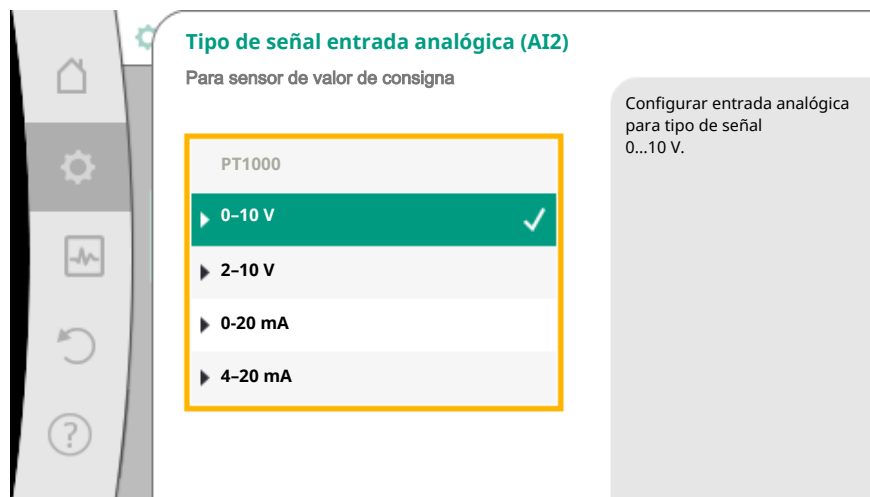 Tipo de señal entrada analógica (AI2)
Para sensor de valor de consigna
PT1000
0–10 V
2–10 V
0-20 mA
4–20 mA
Configurar entrada analógica
para tipo de señal
0...10 V.
?